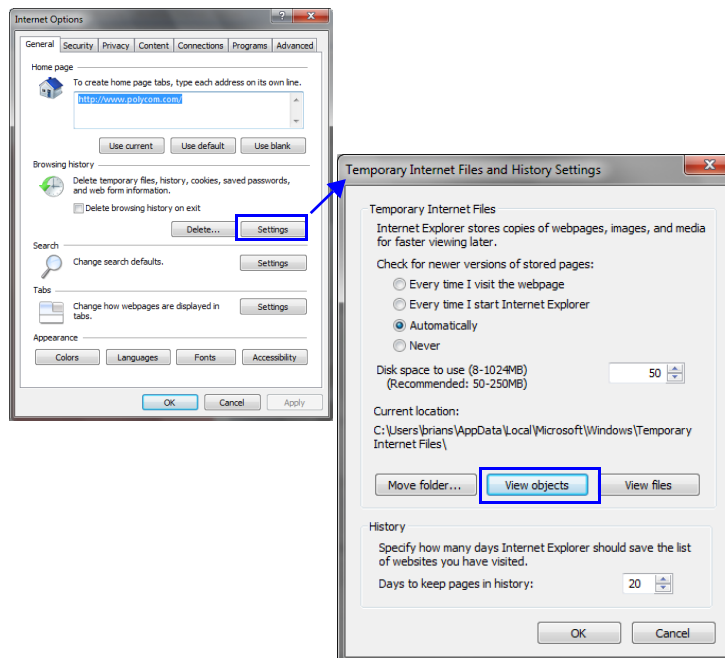 Internet Options
General Security Privacy Content Connections Programs Advanced
Home page
To create home page tabs, type each address on its own line.
http://www.polycom.com/
Use current Use default Use blank
Browsing history
Delete temporary files, history, cookies, saved passwords,
and web form information.
Delete browsing history on exit
Delete... Settings
Search
Change search defaults. Settings
Tabs
Change how webpages are displayed in
tabs.
Settings
Appearance
Colors Languages Fonts Accessibility
OK Cancel Apply
Temporary Internet Files and History Settings
Temporary Internet Files
Internet Explorer stores copies of webpages, images, and media
for faster viewing later.
Check for newer versions of stored pages:
Every time I visit the webpage
Every time I start Internet Explorer
Automatically
Never
Disk space to use (8-1024MB)
(Recommended: 50-250MB)
50
Current location:
C:\Users\brians\AppData\Local\Microsoft\Windows\Temporary
Internet Files\
Move folder... View objects View files
History
Specify how many days Internet Explorer should save the list
of websites you have visited.
Days to keep pages in history: 20
OK Cancel